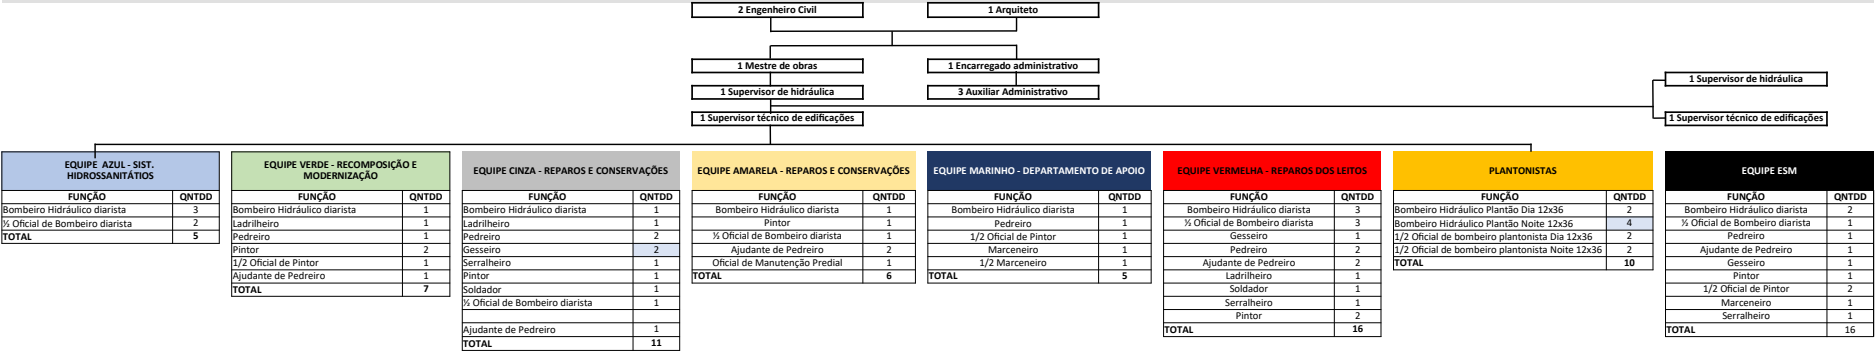 2 Engenheiro Civil
1 Arquiteto
1 Mestre de obras
1 Encarregado administrativo
1 Supervisor de hidráulica
3 Auxiliar Administrativo
1 Supervisor técnico de edificações
1 Supervisor de hidráulica
1 Supervisor técnico de edificações
EQUIPE AZUL - SIST.
HIDROSSANITÁTIOS
FUNÇÃO QNTDD
Bombeiro Hidráulico diarista 3
½ Oficial de Bombeiro diarista 2
TOTAL 5
EQUIPE VERDE - RECOMPOSIÇÃO E
MODERNIZAÇÃO
FUNÇÃO QNTDD
Bombeiro Hidráulico diarista 1
Ladrilheiro 1
Pedreiro 1
Pintor 2
1/2 Oficial de Pintor 1
Ajudante de Pedreiro 1
TOTAL 7
EQUIPE CINZA - REPAROS E CONSERVAÇÕES
FUNÇÃO QNTDD
Bombeiro Hidráulico diarista 1
Ladrilheiro 1
Pedreiro 2
Gesseiro 2
Serralheiro 1
Pintor 1
Soldador 1
½ Oficial de Bombeiro diarista 1
Ajudante de Pedreiro 1
TOTAL 11
EQUIPE AMARELA - REPAROS E CONSERVAÇÕES
FUNÇÃO QNTDD
Bombeiro Hidráulico diarista 1
Pintor 1
½ Oficial de Bombeiro diarista 1
Ajudante de Pedreiro 2
Oficial de Manutenção Predial 1
TOTAL 6
EQUIPE MARINHO - DEPARTAMENTO DE APOIO
FUNÇÃO QNTDD
Bombeiro Hidráulico diarista 1
Pedreiro 1
1/2 Oficial de Pintor 1
Marceneiro 1
1/2 Marceneiro 1
TOTAL 5
EQUIPE VERMELHA - REPAROS DOS LEITOS
FUNÇÃO QNTDD
Bombeiro Hidráulico diarista 3
½ Oficial de Bombeiro diarista 3
Gesseiro 1
Pedreiro 2
Ajudante de Pedreiro 2
Ladrilheiro 1
Soldador 1
Serralheiro 1
Pintor 2
TOTAL 16
PLANTONISTAS
FUNÇÃO QNTDD
Bombeiro Hidráulico Plantão Dia 12x36 2
Bombeiro Hidráulico Plantão Noite 12x36 4
1/2 Oficial de bombeiro plantonista Dia 12x36 2
1/2 Oficial de bombeiro plantonista Noite 12x36 2
TOTAL 10
EQUIPE ESM
FUNÇÃO QNTDD
Bombeiro Hidráulico diarista 2
½ Oficial de Bombeiro diarista 6
Pedreiro 1
Ajudante de Pedreiro 1
Gesseiro 1
Pintor 1
1/2 Oficial de Pintor 2
Marceneiro 1
Serralheiro 1
TOTAL 16